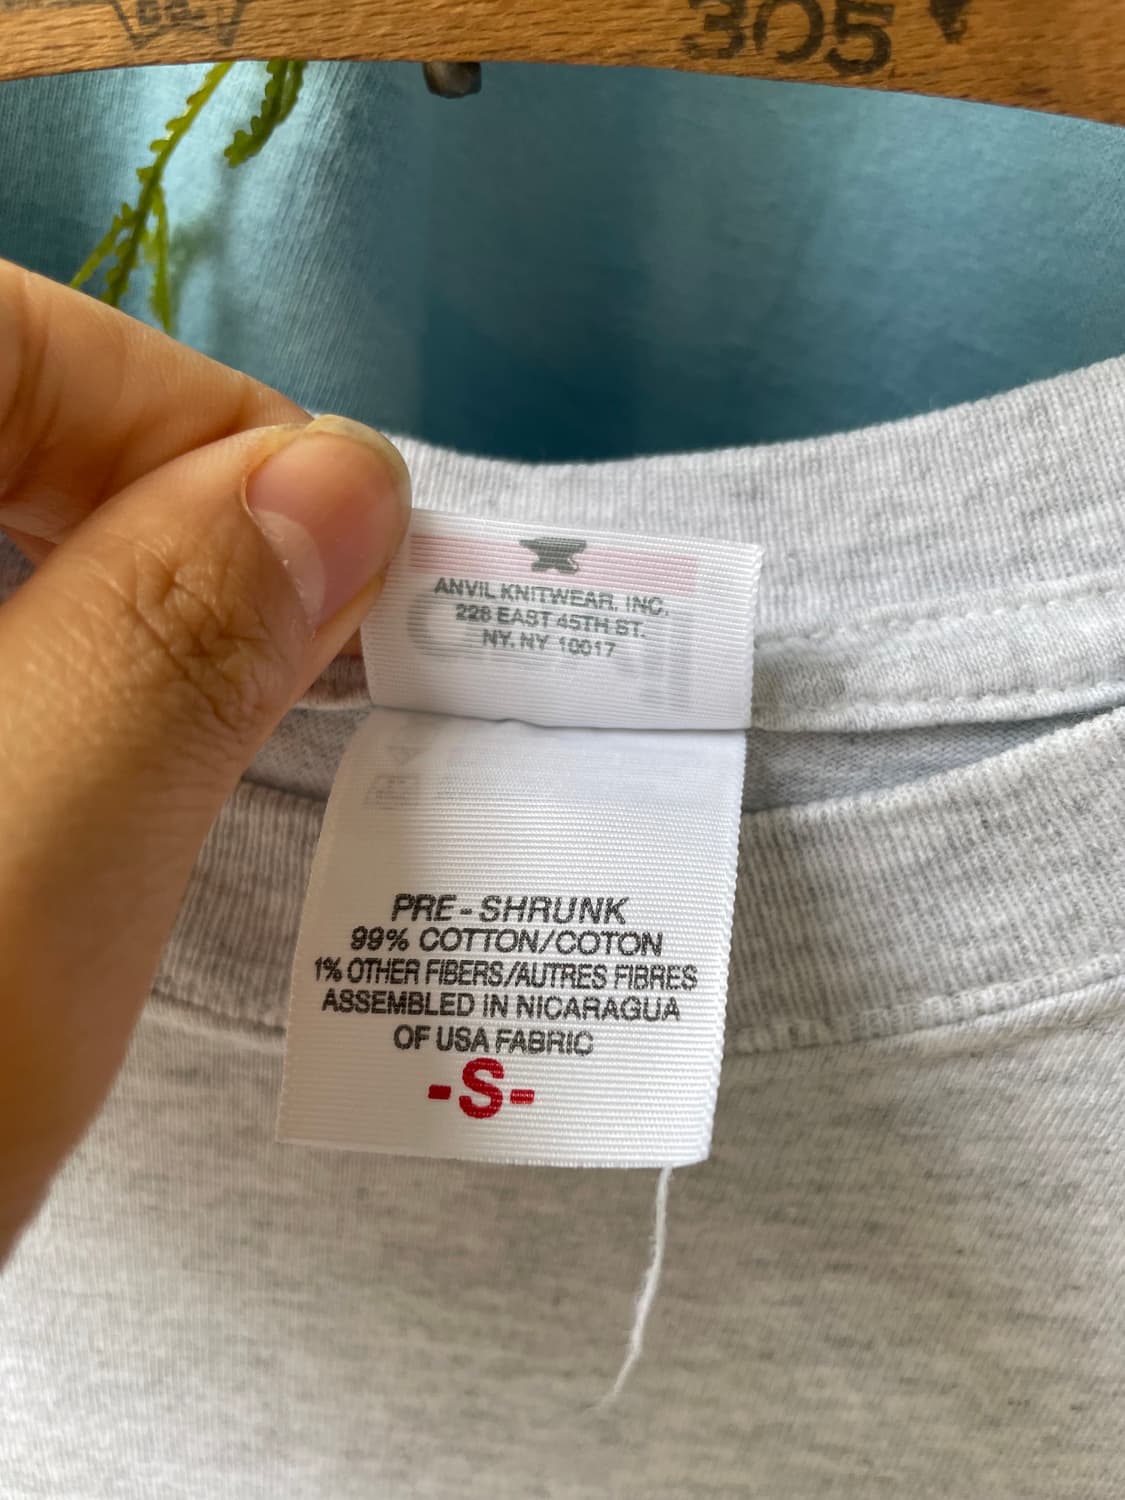 305
ANVIL KNITWEAR, INC.
228 EAST 45TH ST.
NY, NY 10017
PRE-SHRUNK
99% COTTON/COTON
1% OTHER FIBERS/AUTRES FIBRES
ASSEMBLED IN NICARAGUA
OF USA FABRIC
-S-